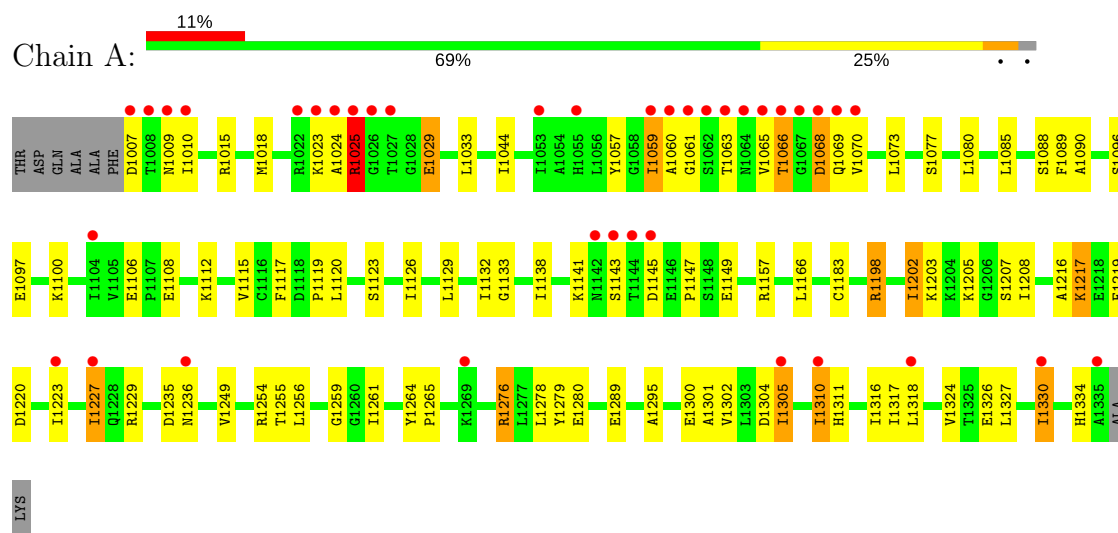 11%
Chain A:
69% 25% • •
THR ASP GLN ALA ALA PHE D1007 T1008 N1009 I1010 R1015 M1018 R1022 K1023 A1024 R1025 G1026 T1027 G1028 E1029 L1033 I1044 I1053 A1054 H1055 L1056 Y1057 G1058 I1059 A1060 G1061 S1062 T1063 N1064 V1065 T1066 G1067 D1068 Q1069 V1070 L1073 S1077 L1080 L1085 S1088 F1089 A1090 S1096
E1097 K1100 I1104 V1105 E1106 P1107 E1108 K1112 V1115 C1116 F1117 D1118 P1119 L1120 S1123 I1126 L1129 I1132 G1133 I1138 K1141 N1142 S1143 T1144 D1145 E1146 P1147 S1148 E1149 R1157 L1166 C1183 R1198 I1202 K1203 K1204 K1205 G1206 S1207 I1208 A1216 K1217 E1218 E1219
D1220 I1223 I1227 Q1228 R1229 D1235 N1236 V1249 R1254 T1255 L1256 G1259 G1260 I1261 Y1264 P1265 K1269 R1276 L1277 L1278 Y1279 E1280 E1289 A1295 E1300 A1301 V1302 L1303 D1304 I1305 I1310 H1311 I1316 I1317 L1318 V1324 T1325 E1326 L1327 I1330 H1334 A1335 ALA
LYS